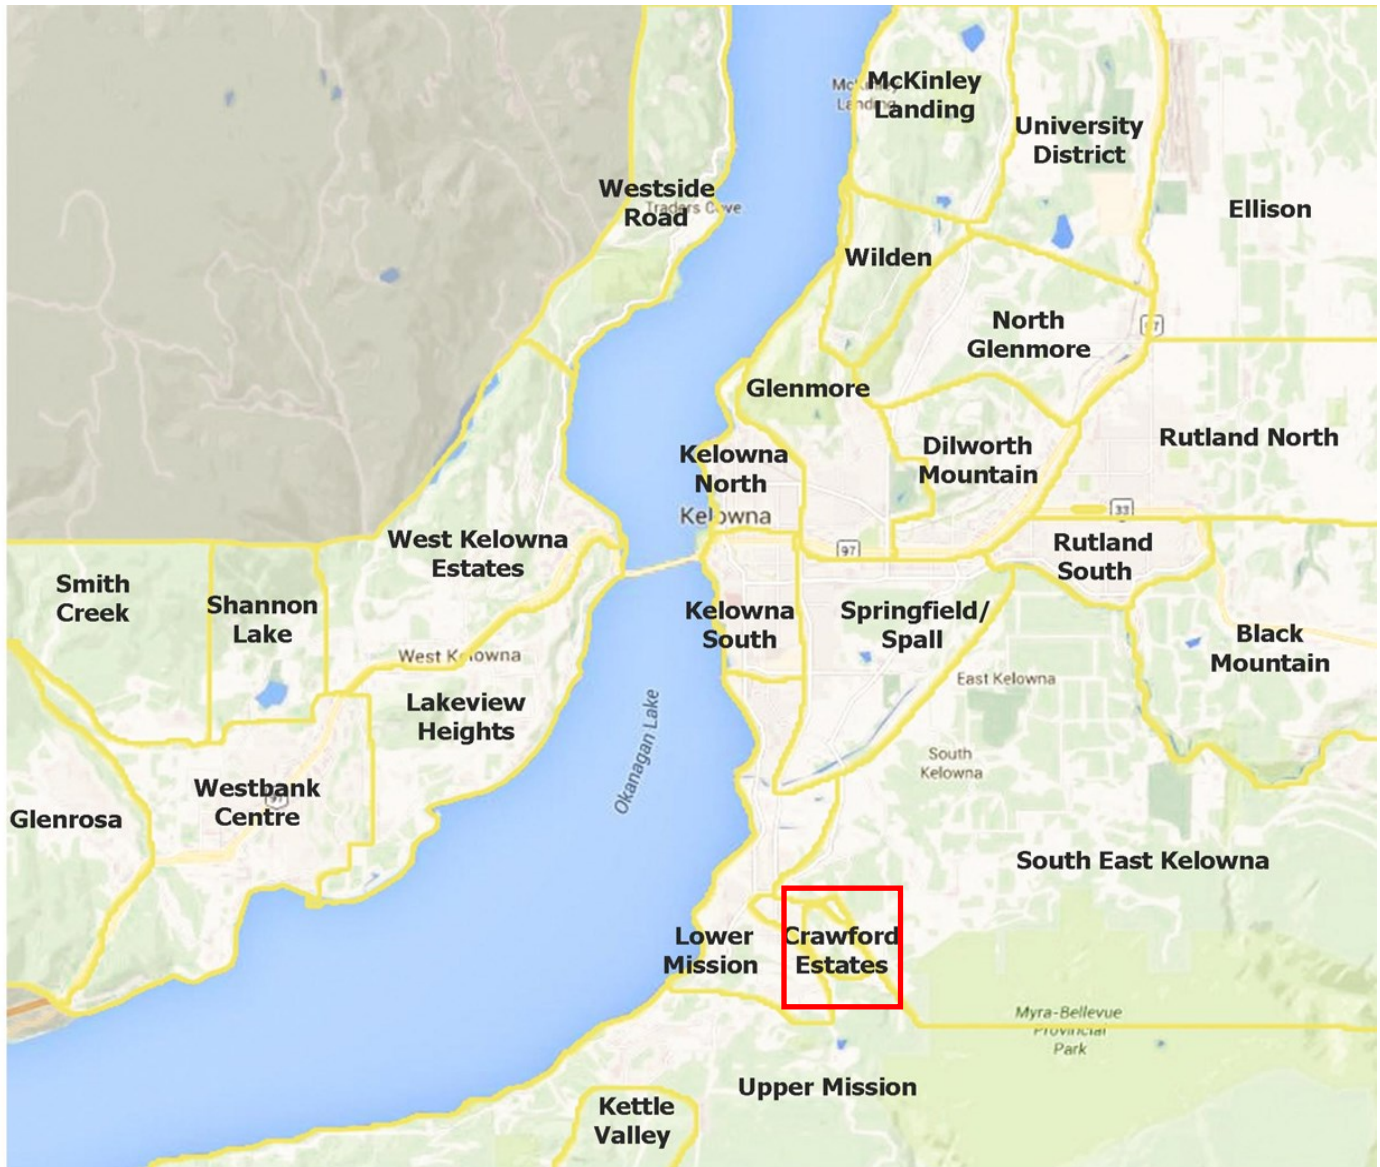 McKinley
Landing
McKinley
Landing
University
District
Westside
Road
Traders Cove
Ellison
Wilden
North
Glenmore
97
Glenmore
Rutland North
Dilworth
Mountain
Kelowna
North
Kelowna
33
West Kelowna
Estates
97
Rutland
South
Smith
Creek
Shannon
Lake
Kelowna
South
Springfield/
Spall
Black
Mountain
West Kelowna
East Kelowna
Lakeview
Heights
Okanagan Lake
South
Kelowna
Westbank
Centre
97
Glenrosa
South East Kelowna
Lower
Mission
Crawford
Estates
Myra-Bellevue
Provincial
Park
Upper Mission
Kettle
Valley